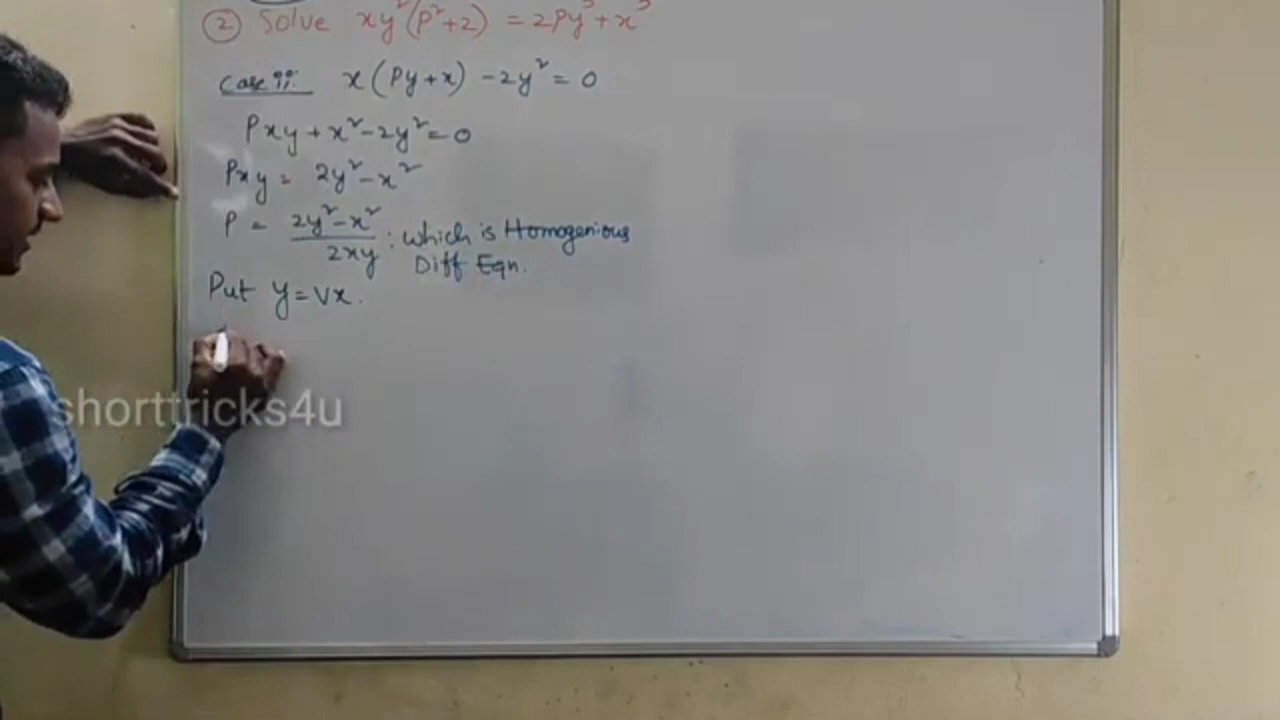 ② Solve xy²(p²+2) = 2Py³+x³
Case ii: x(Py+x) -2y² = 0
Pxy+x²-2y²=0
Pxy = 2y²-x²
P = 2y²-x² / 2xy : which is Homogenious
Diff Eqn.
Put y=Vx.
shorttricks4u